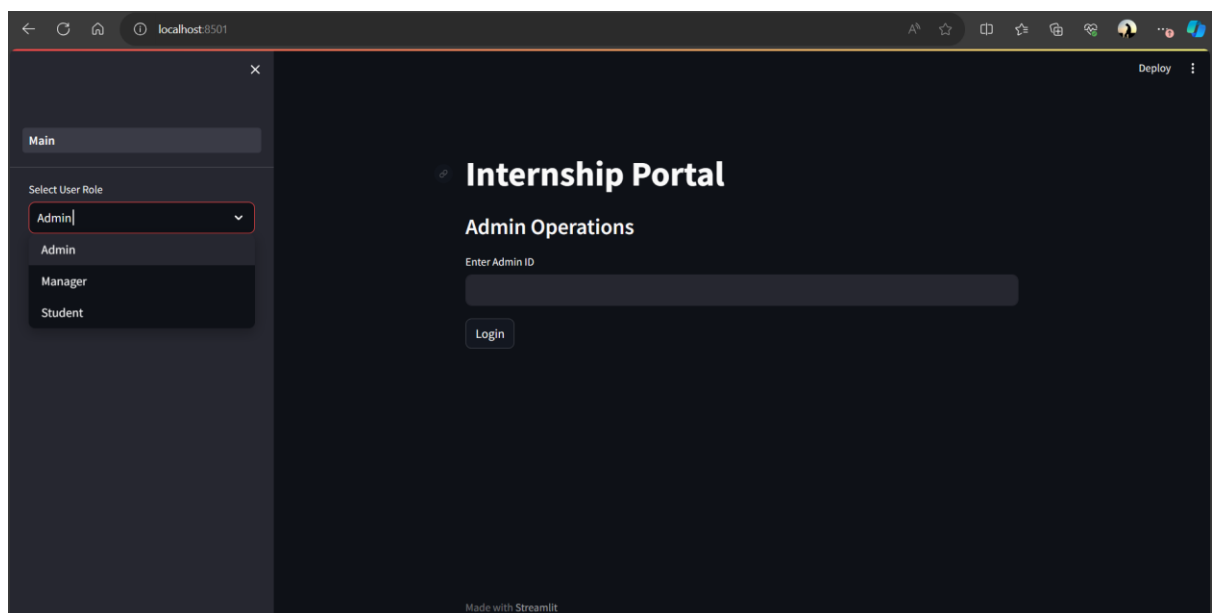 localhost:8501
Deploy
Main
Select User Role
Admin
Admin
Manager
Student
Internship Portal
Admin Operations
Enter Admin ID
Login
Made with Streamlit